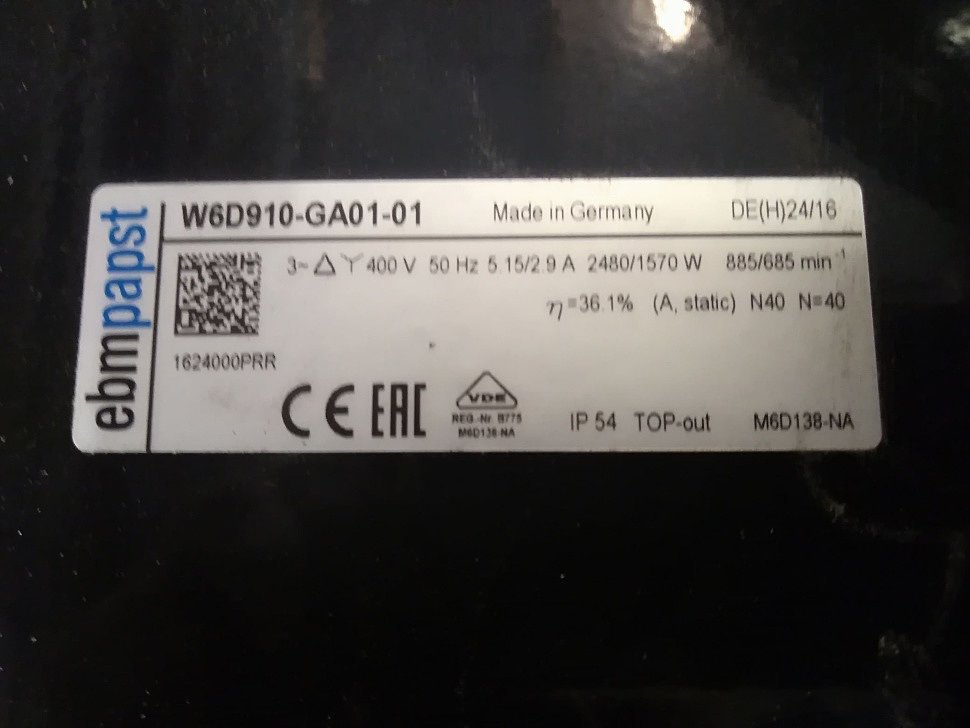 ebmpapst
W6D910-GA01-01 Made in Germany DE(H)24/16
3~ △ Y 400 V 50 Hz 5.15/2.9 A 2480/1570 W 885/685 min⁻¹
η=36.1% (A, static) N40 N=40
1624000PRR
CE EAC VDE
REG.-Nr. B775
M6D138-NA
IP 54 TOP-out M6D138-NA